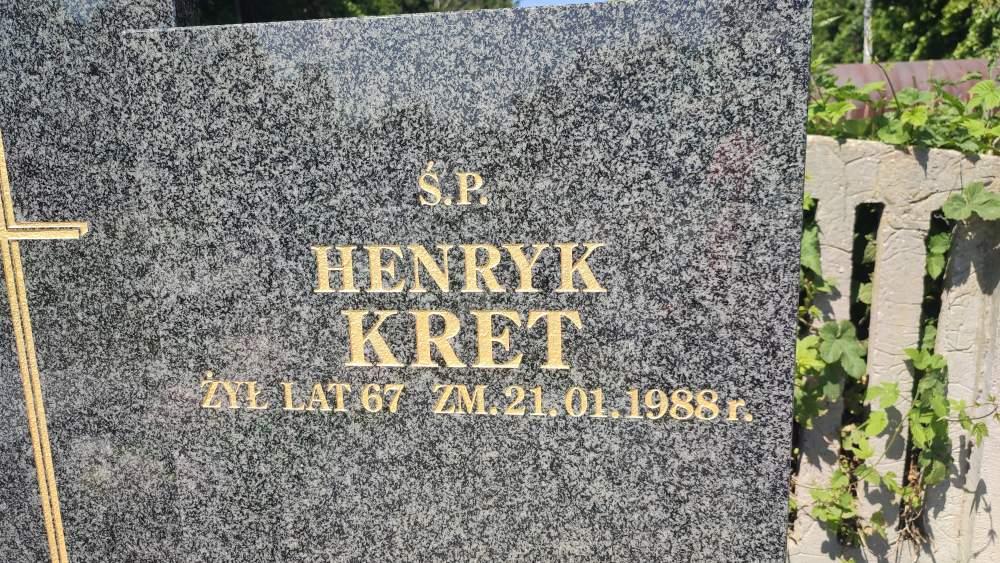 Ś.P.
HENRYK
KRET
ŻYŁ LAT 67 ZM. 21.01.1988 r.